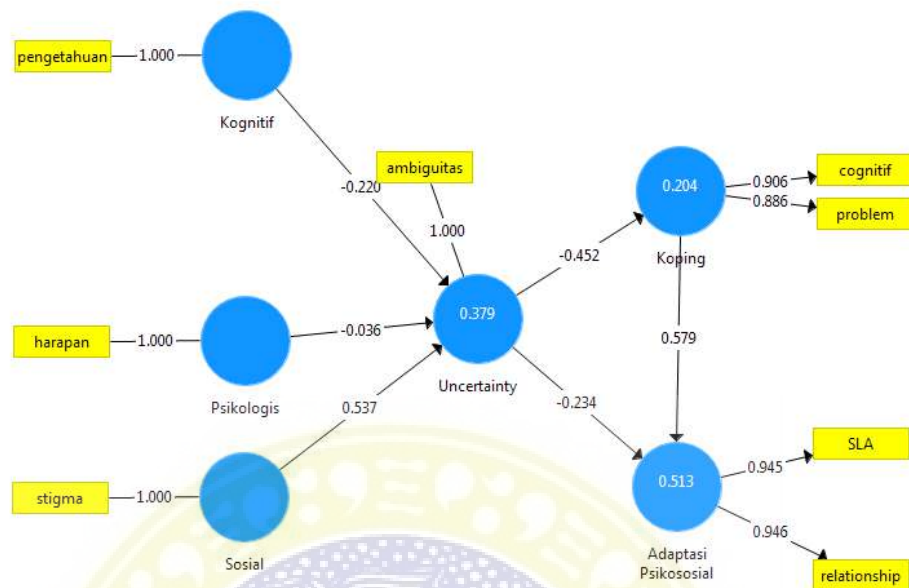 pengetahuan
1.000
Kognitif
-0.220
ambiguitas
1.000
harapan
1.000
Psikologis
-0.036
0.379
Uncertainty
stigma
1.000
Sosial
0.537
-0.452
0.204
Koping
0.906
cognitif
0.886
problem
0.579
-0.234
0.513
Adaptasi
Psikososial
0.945
SLA
0.946
relationship